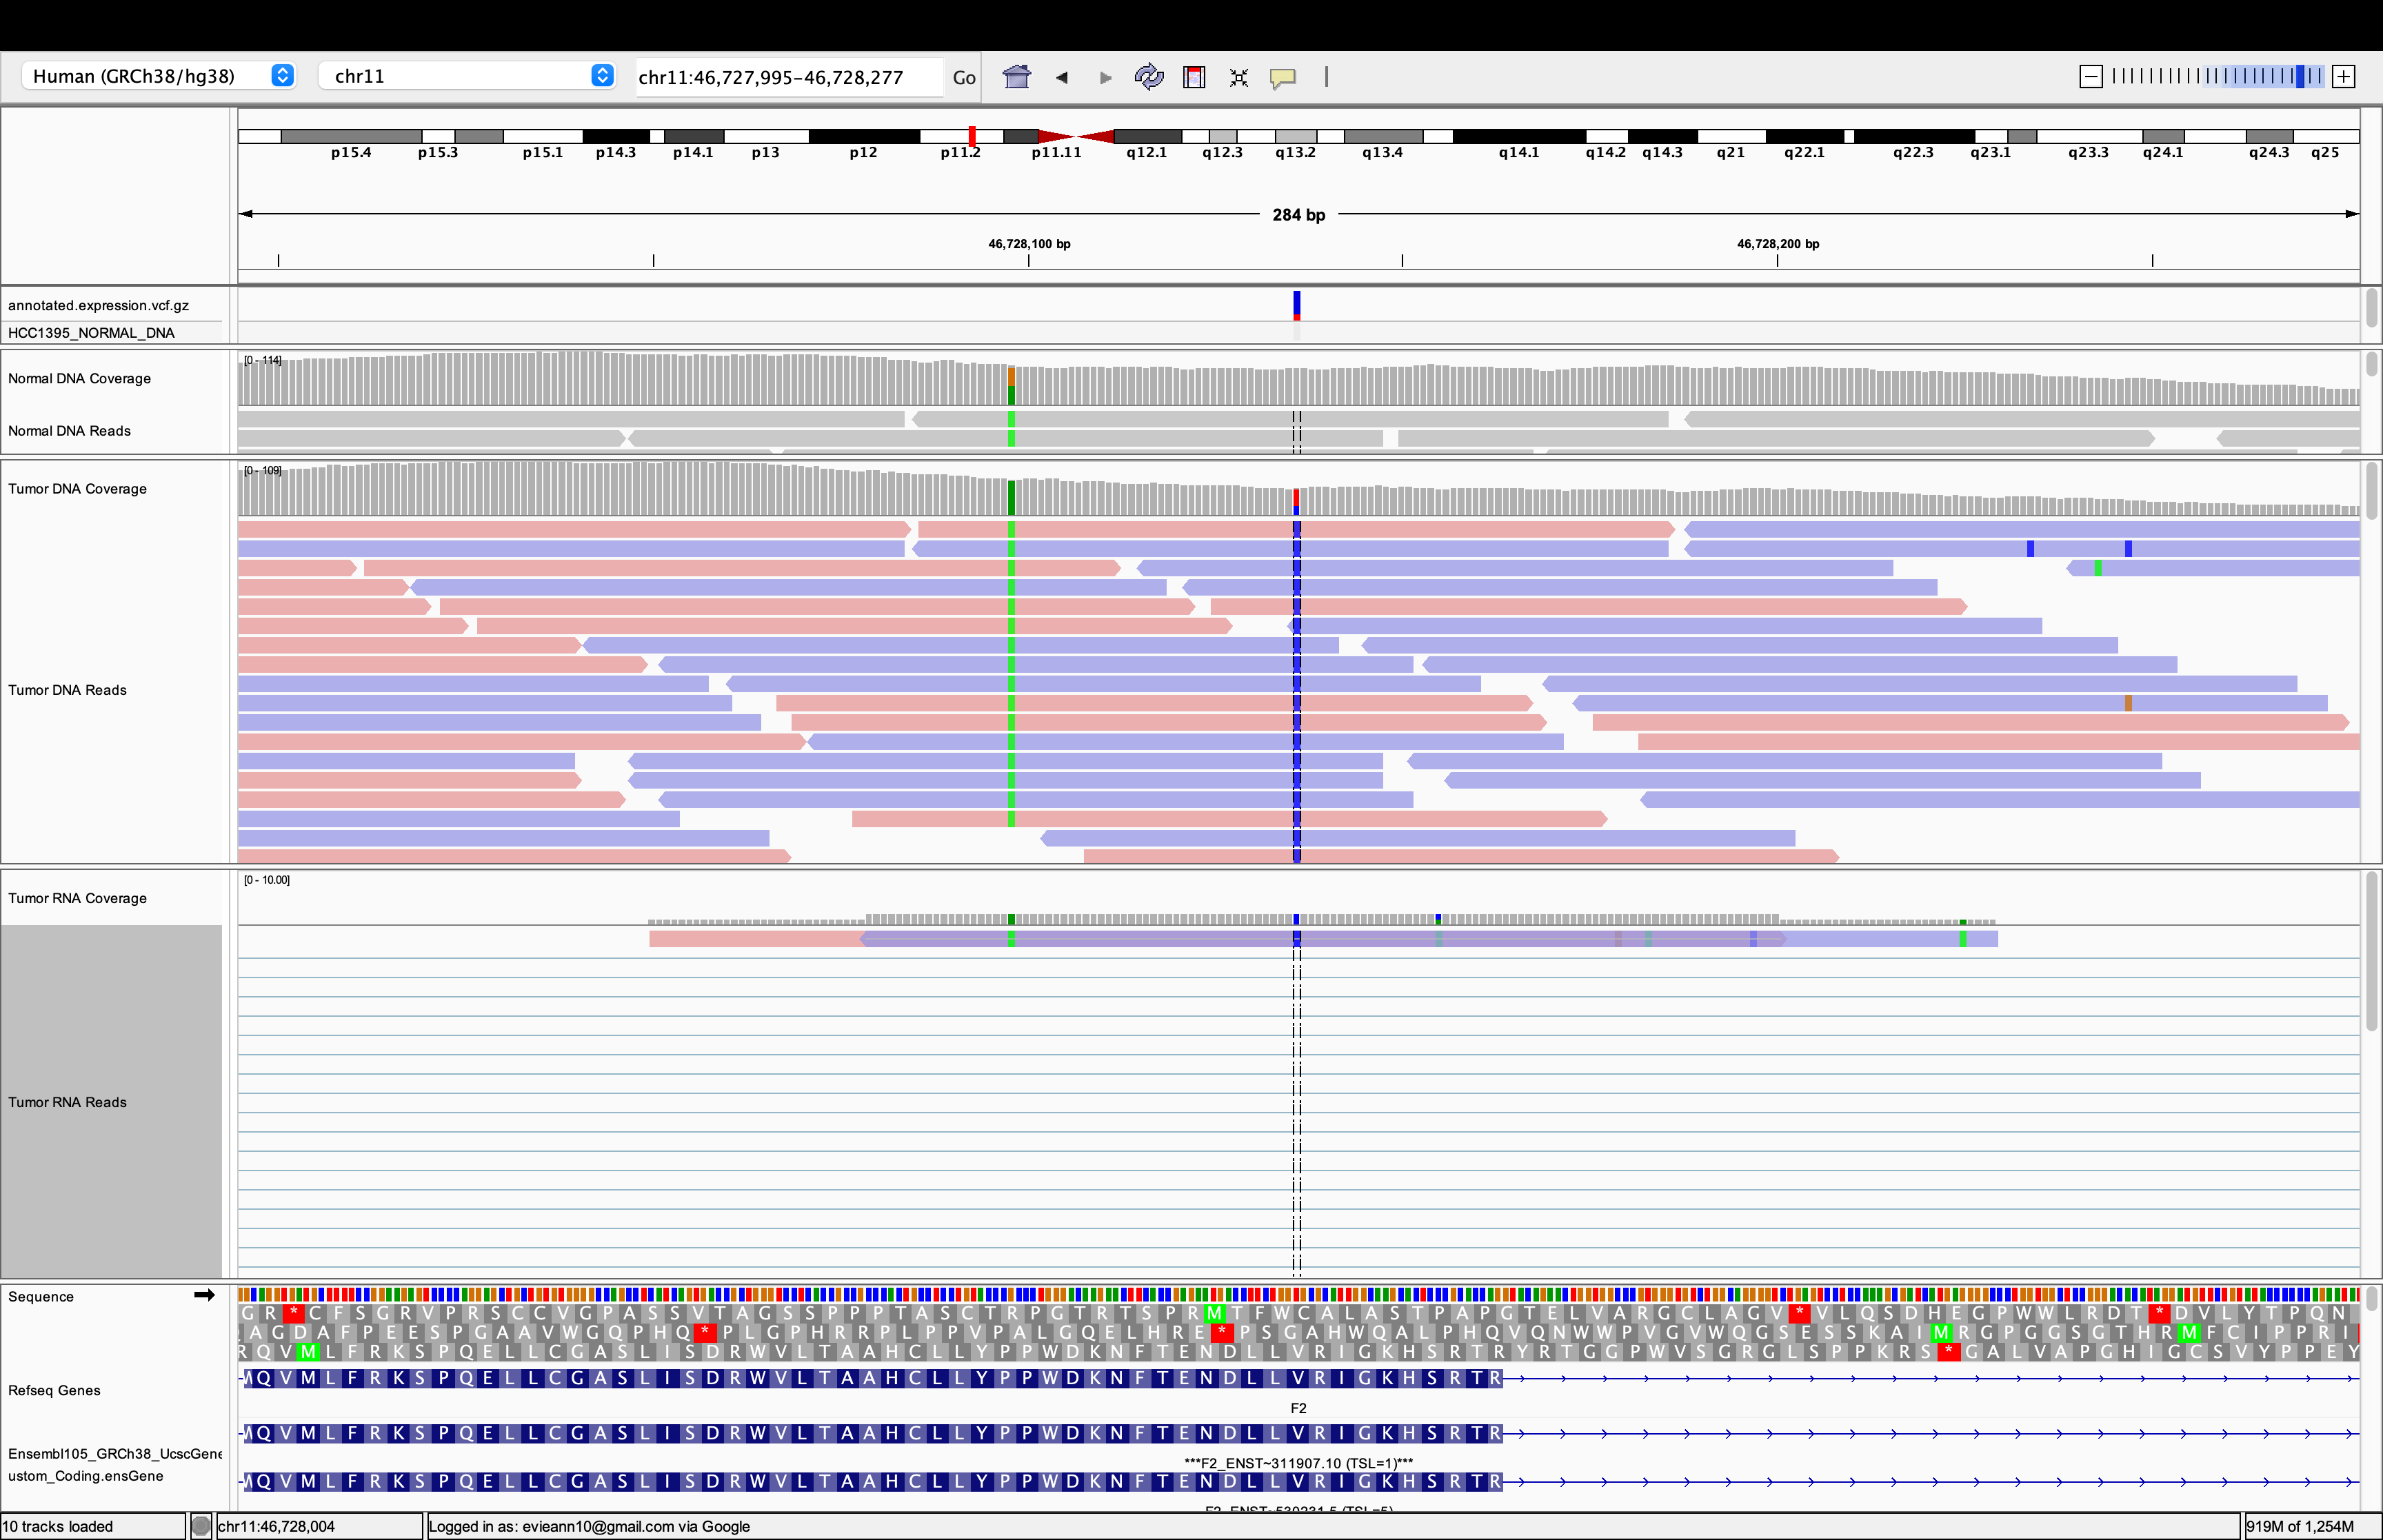 Human (GRCh38/hg38) chr11 chr11:46,727,995-46,728,277 Go
p15.4 p15.3 p15.1 p14.3 p14.1 p13 p12 p11.2 p11.11 q12.1 q12.3 q13.2 q13.4 q14.1 q14.2 q14.3 q21 q22.1 q22.3 q23.1 q23.3 q24.1 q24.3 q25
284 bp
46,728,100 bp 46,728,200 bp
annotated.expression.vcf.gz
HCC1395_NORMAL_DNA
[0 - 114]
Normal DNA Coverage
Normal DNA Reads
[0 - 109]
Tumor DNA Coverage
Tumor DNA Reads
[0 - 10.00]
Tumor RNA Coverage
Tumor RNA Reads
Sequence
G R * C F S G R V P R S C C V G P A S S V T A G S S P P P T A S C T R P G T R T S P R M T F W C A L A S T P A P G T E L V A R G C L A G V * V L Q S D H E G P W W L R D T * D V L Y T P Q N
A G D A F P E E S P G A A V W G Q P H Q * P L G P H R R P L P P V P A L G Q E L H R E * P S G A H W Q A L P H Q V Q N W W P V G V W Q G S E S S K A I M R G P G G S G T H R M F C I P P R I
R Q V M L F R K S P Q E L L C G A S L I S D R W V L T A A H C L L Y P P W D K N F T E N D L L V R I G K H S R T R Y R T G G P W V S G R G L S P P K R S * G A L V A P G H I G C S V Y P P E Y
Refseq Genes
Q V M L F R K S P Q E L L C G A S L I S D R W V L T A A H C L L Y P P W D K N F T E N D L L V R I G K H S R T R
F2
Q V M L F R K S P Q E L L C G A S L I S D R W V L T A A H C L L Y P P W D K N F T E N D L L V R I G K H S R T R
Ensembl105_GRCh38_UcscGene
***F2_ENST~311907.10 (TSL=1)***
ustom_Coding.ensGene
Q V M L F R K S P Q E L L C G A S L I S D R W V L T A A H C L L Y P P W D K N F T E N D L L V R I G K H S R T R
10 tracks loaded chr11:46,728,004 Logged in as: evieann10@gmail.com via Google 919M of 1,254M